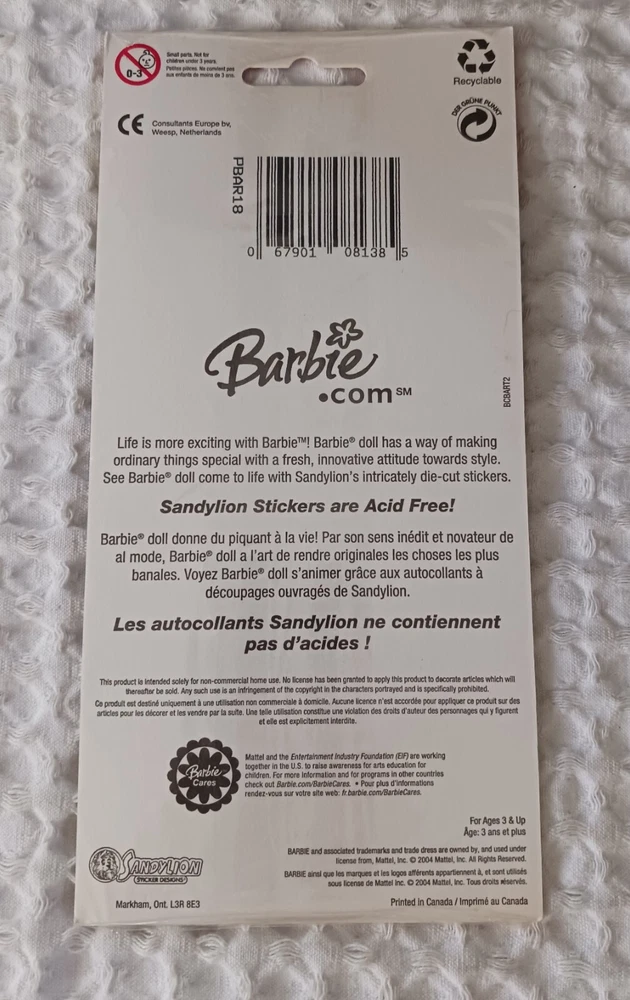 0-3
Small parts. Not for
children under 3 years.
Petites pièces. Ne convient pas
aux enfants de moins de 3 ans.
Recyclable
DER GRÜNE PUNKT
CE
Consultants Europe bv,
Weesp, Netherlands
PBAR18
0 67901 08138 5
Barbie
.com SM
BCBART2
Life is more exciting with Barbie™! Barbie® doll has a way of making
ordinary things special with a fresh, innovative attitude towards style.
See Barbie® doll come to life with Sandylion's intricately die-cut stickers.
Sandylion Stickers are Acid Free!
Barbie® doll donne du piquant à la vie! Par son sens inédit et novateur de
al mode, Barbie® doll a l'art de rendre originales les choses les plus
banales. Voyez Barbie® doll s'animer grâce aux autocollants à
découpages ouvragés de Sandylion.
Les autocollants Sandylion ne contiennent
pas d'acides !
This product is intended solely for non-commercial home use. No license has been granted to apply this product to decorate articles which will
thereafter be sold. Any such use is an infringement of the copyright in the characters portrayed and is specifically prohibited.
Ce produit est destiné uniquement à une utilisation non commerciale à domicile. Aucune licence n'est accordée pour appliquer ce produit sur des
articles pour les décorer et les vendre par la suite. Une telle utilisation constitue une violation des droits d'auteur des personnages qui y figurent
et elle est explicitement interdite.
Barbie
Cares
Mattel and the Entertainment Industry Foundation (EIF) are working
together in the U.S. to raise awareness for arts education for
children. For more information and for programs in other countries
check out Barbie.com/BarbieCares. • Pour plus d'informations
rendez-vous sur votre site web: fr.barbie.com/BarbieCares.
For Ages 3 & Up
Âge: 3 ans et plus
SANDYLION
STICKER DESIGNS
BARBIE and associated trademarks and trade dress are owned by, and used under
license from, Mattel, Inc. © 2004 Mattel, Inc. All Rights Reserved.
BARBIE ainsi que les marques et les logos afférents appartiennent à, et sont utilisés
sous license de Mattel Inc. © 2004 Mattel, Inc. Tous droits réservés.
Markham, Ont. L3R 8E3
Printed in Canada / Imprimé au Canada